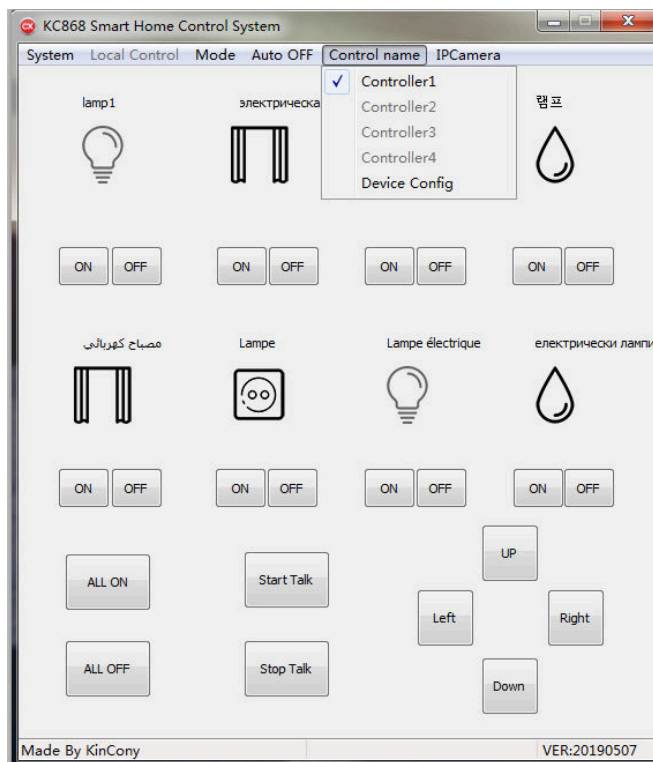 KC868 Smart Home Control System
System Local Control Mode Auto OFF Control name IPCamera
Controller1
Controller2
Controller3
Controller4
Device Config
lamp1 электрическа 램프
ON OFF ON OFF ON OFF ON OFF
مصباح كهربائي Lampe Lampe électrique електрически лампи
ON OFF ON OFF ON OFF ON OFF
ALL ON Start Talk UP
Left Right
ALL OFF Stop Talk Down
Made By KinCony VER:20190507